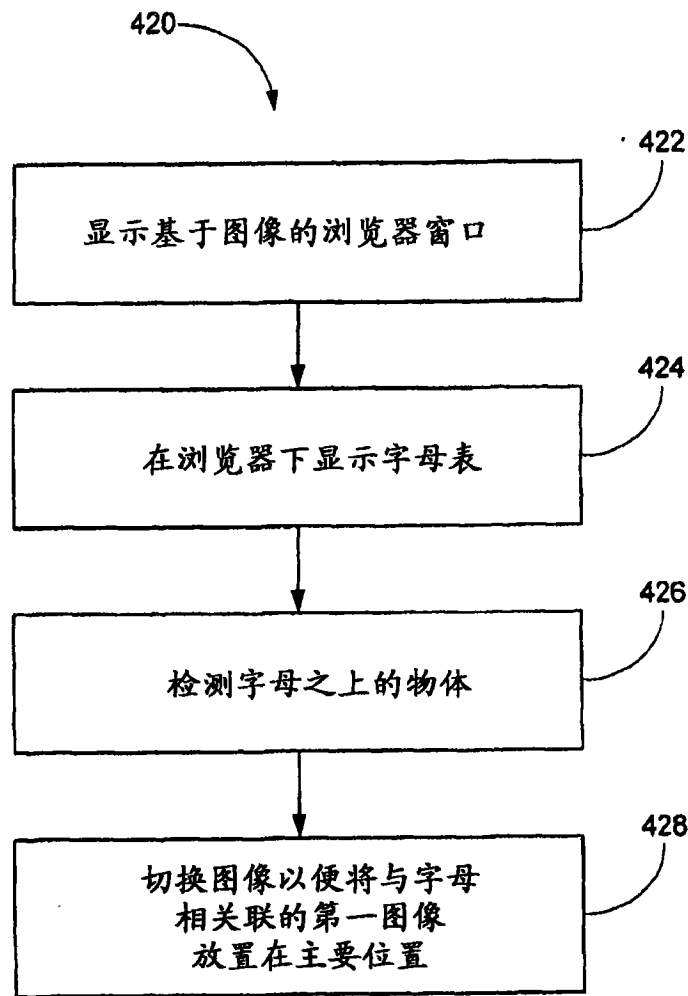 420
422
显示基于图像的浏览器窗口
424
在浏览器下显示字母表
426
检测字母之上的物体
428
切换图像以便将与字母
相关联的第一图像
放置在主要位置